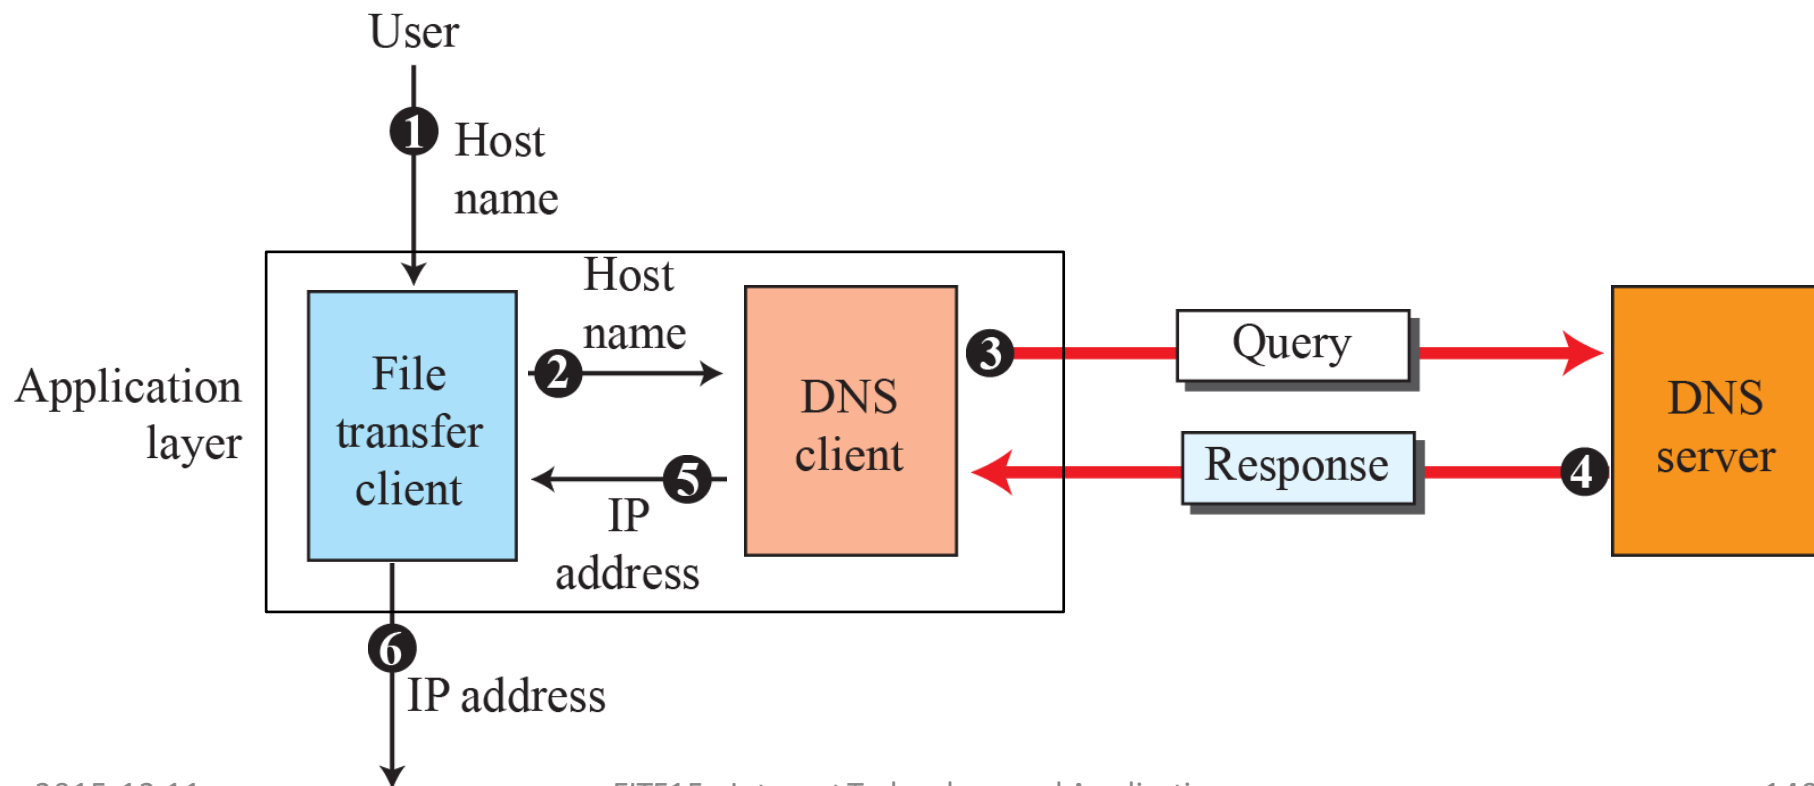 User
1
Host
name
Host
name
2
File
transfer
client
Application
layer
5
IP
address
DNS
client
3
Query
Response
4
DNS
server
6
IP address